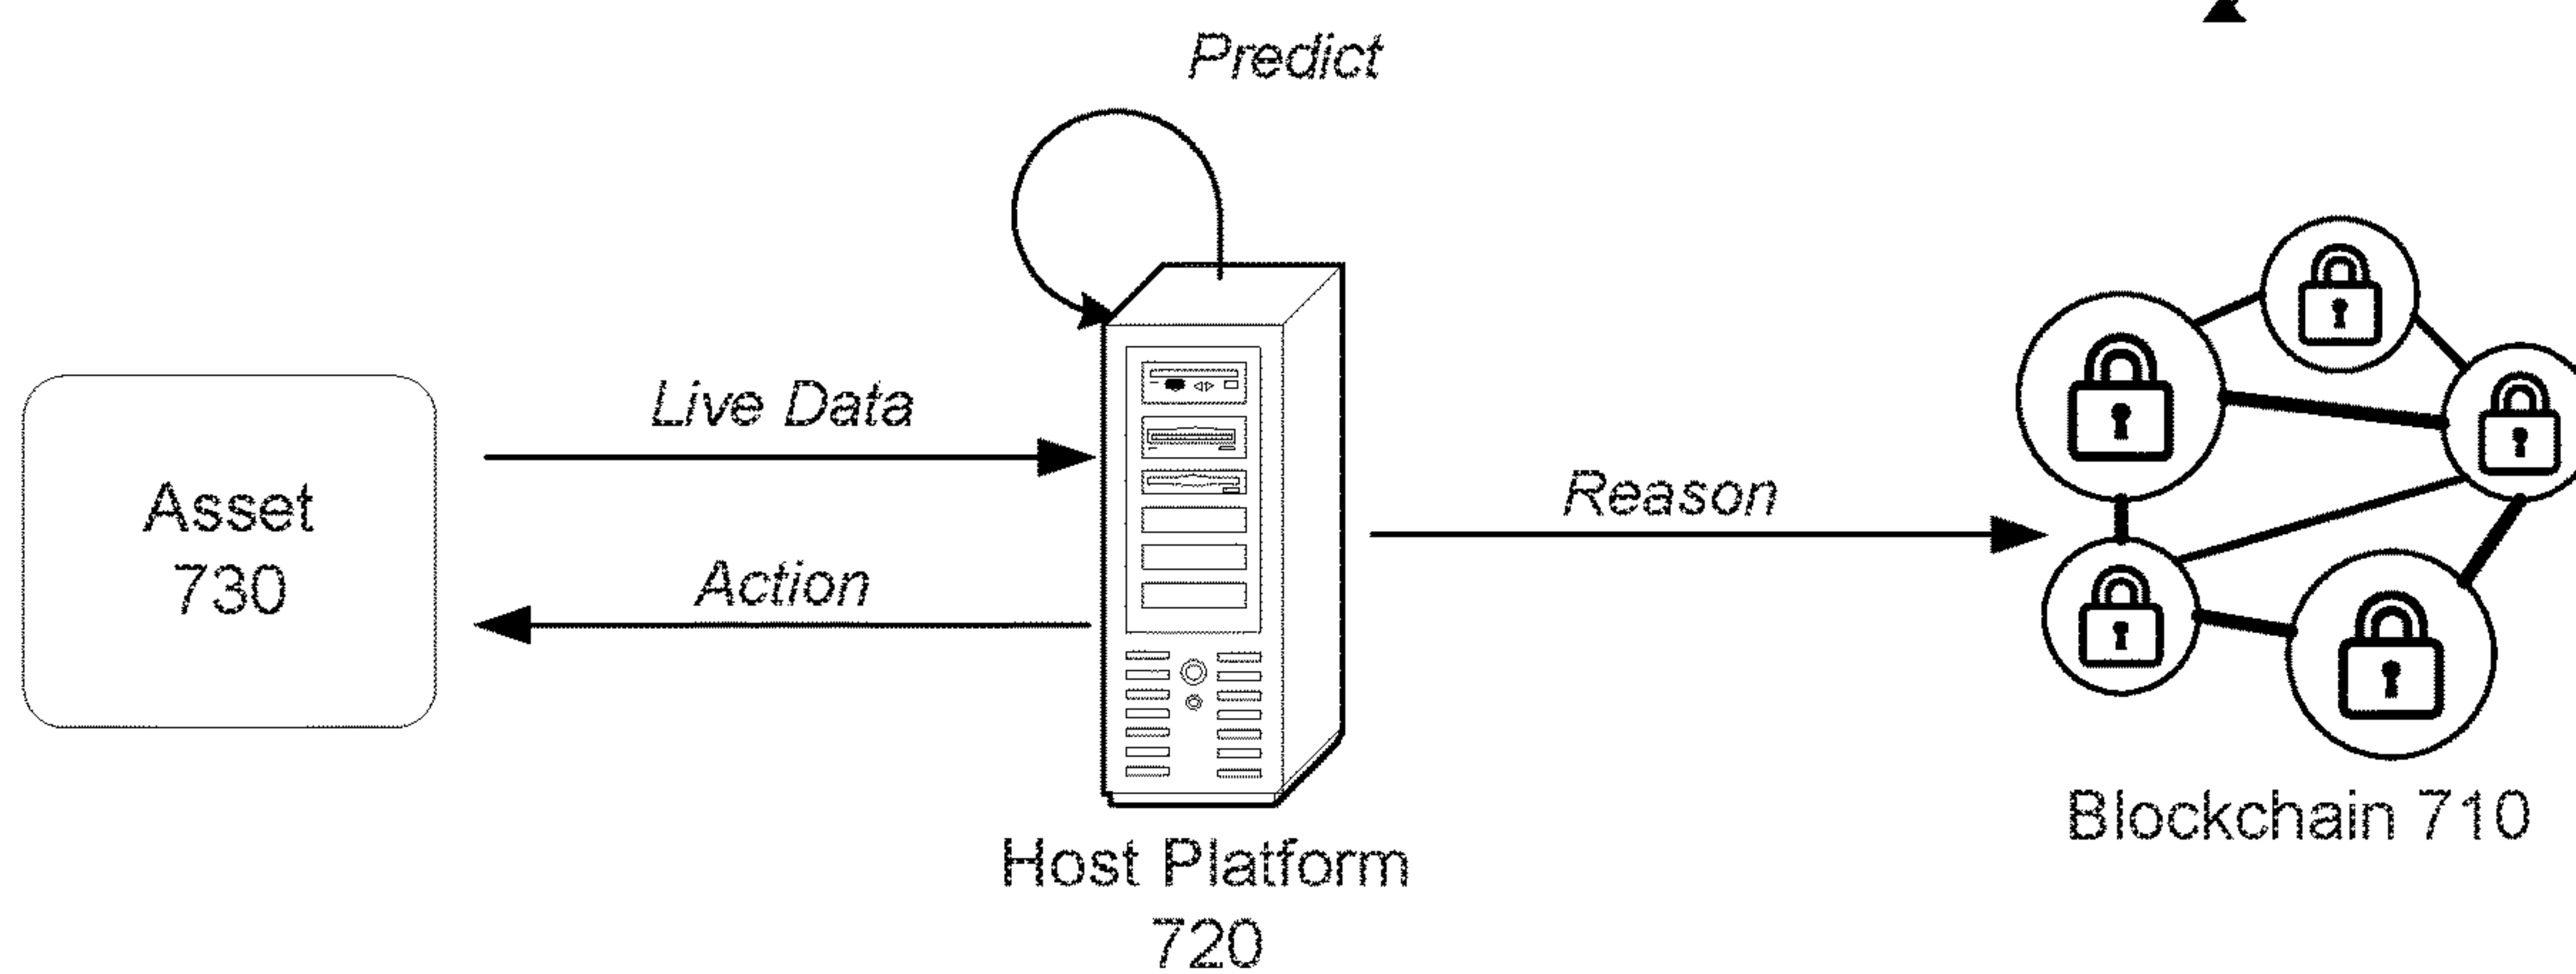 Predict
Live Data
Asset
730
Action
Reason
Blockchain 710
Host Platform
720